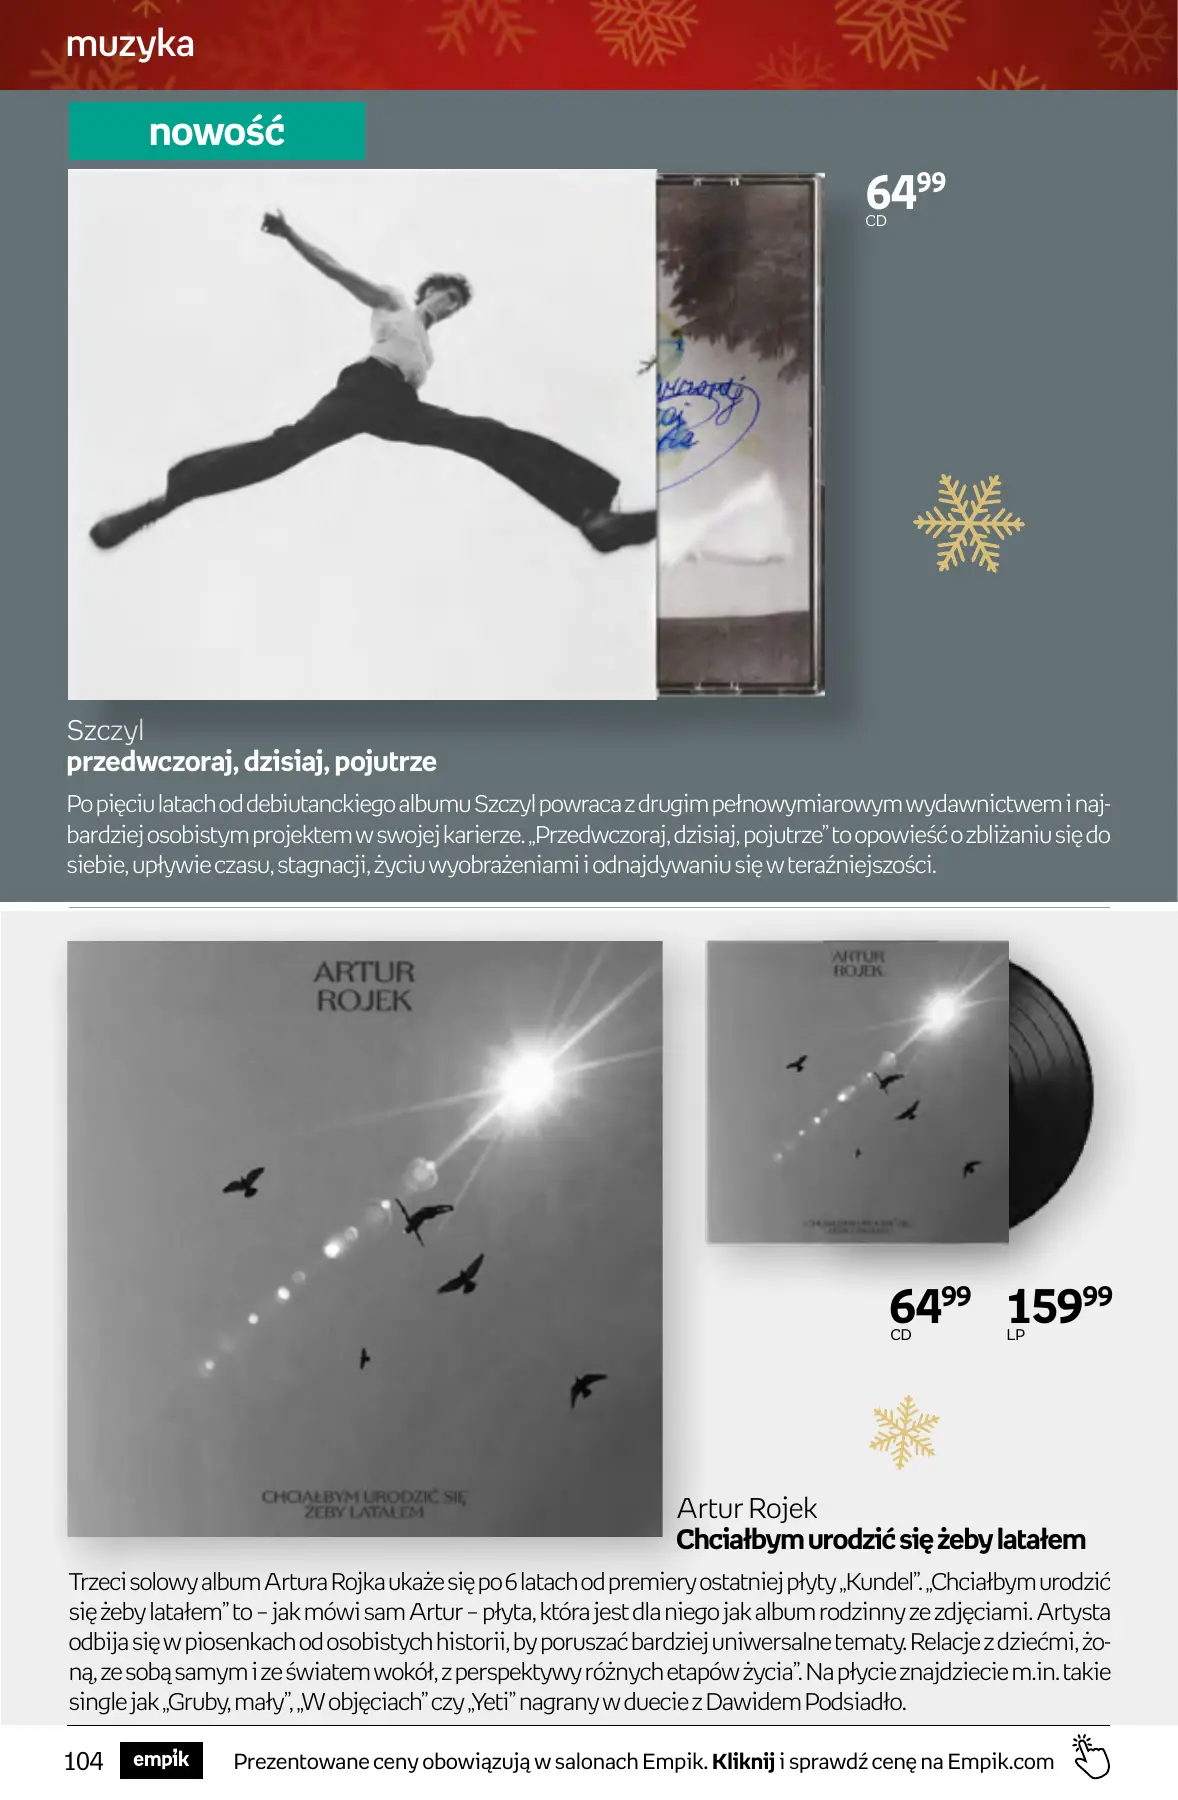 muzyka
nowość
64⁹⁹
CD
Szczyl
przedwczoraj, dzisiaj, pojutrze
Po pięciu latach od debiutanckiego albumu Szczyl powraca z drugim pełnowymiarowym wydawnictwem i naj-
bardziej osobistym projektem w swojej karierze. „Przedwczoraj, dzisiaj, pojutrze” to opowieść o zbliżaniu się do
siebie, upływie czasu, stagnacji, życiu wyobrażeniami i odnajdywaniu się w teraźniejszości.
ARTUR
ROJEK
CHCIAŁBYM URODZIĆ SIĘ
ŻEBY LATAŁEM
ARTUR
ROJEK
64⁹⁹
CD
159⁹⁹
LP
Artur Rojek
Chciałbym urodzić się żeby latałem
Trzeci solowy album Artura Rojka ukaże się po 6 latach od premiery ostatniej płyty „Kundel”. „Chciałbym urodzić
się żeby latałem” to – jak mówi sam Artur – płyta, która jest dla niego jak album rodzinny ze zdjęciami. Artysta
odbija się w piosenkach od osobistych historii, by poruszać bardziej uniwersalne tematy. Relacje z dziećmi, żo-
ną, ze sobą samym i ze światem wokół, z perspektywy różnych etapów życia”. Na płycie znajdziecie m.in. takie
single jak „Gruby, mały”, „W objęciach” czy „Yeti” nagrany w duecie z Dawidem Podsiadło.
104
empik
Prezentowane ceny obowiązują w salonach Empik. Kliknij i sprawdź cenę na Empik.com